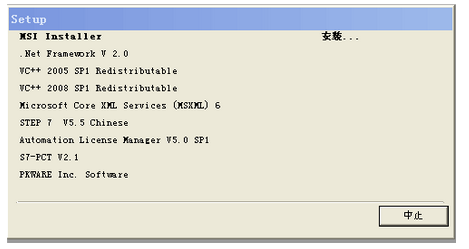 Setup
MSI Installer 安装...
.Net Framework V 2.0
VC++ 2005 SP1 Redistributable
VC++ 2008 SP1 Redistributable
Microsoft Core XML Services (MSXML) 6
STEP 7 V5.5 Chinese
Automation License Manager V5.0 SP1
S7-PCT V2.1
PKWARE Inc. Software
中止